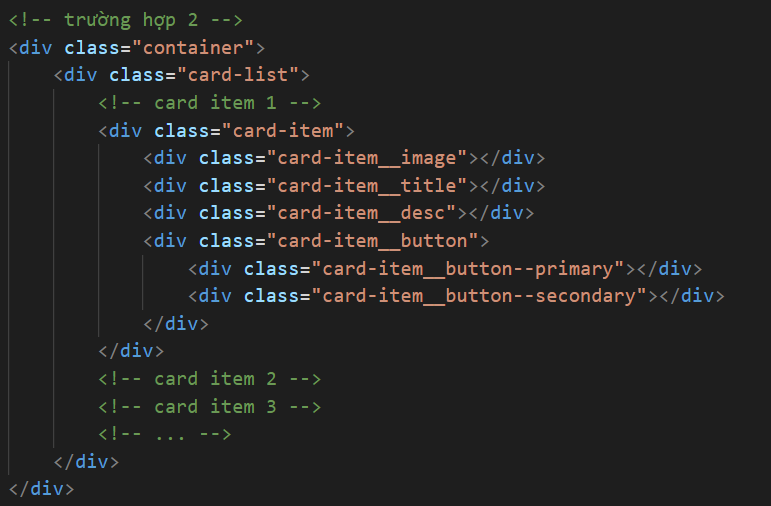 <!-- trường hợp 2 -->
<div class="container">
    <div class="card-list">
        <!-- card item 1 -->
        <div class="card-item">
            <div class="card-item__image"></div>
            <div class="card-item__title"></div>
            <div class="card-item__desc"></div>
            <div class="card-item__button">
                <div class="card-item__button--primary"></div>
                <div class="card-item__button--secondary"></div>
            </div>
        </div>
        <!-- card item 2 -->
        <!-- card item 3 -->
        <!-- ... -->
    </div>
</div>